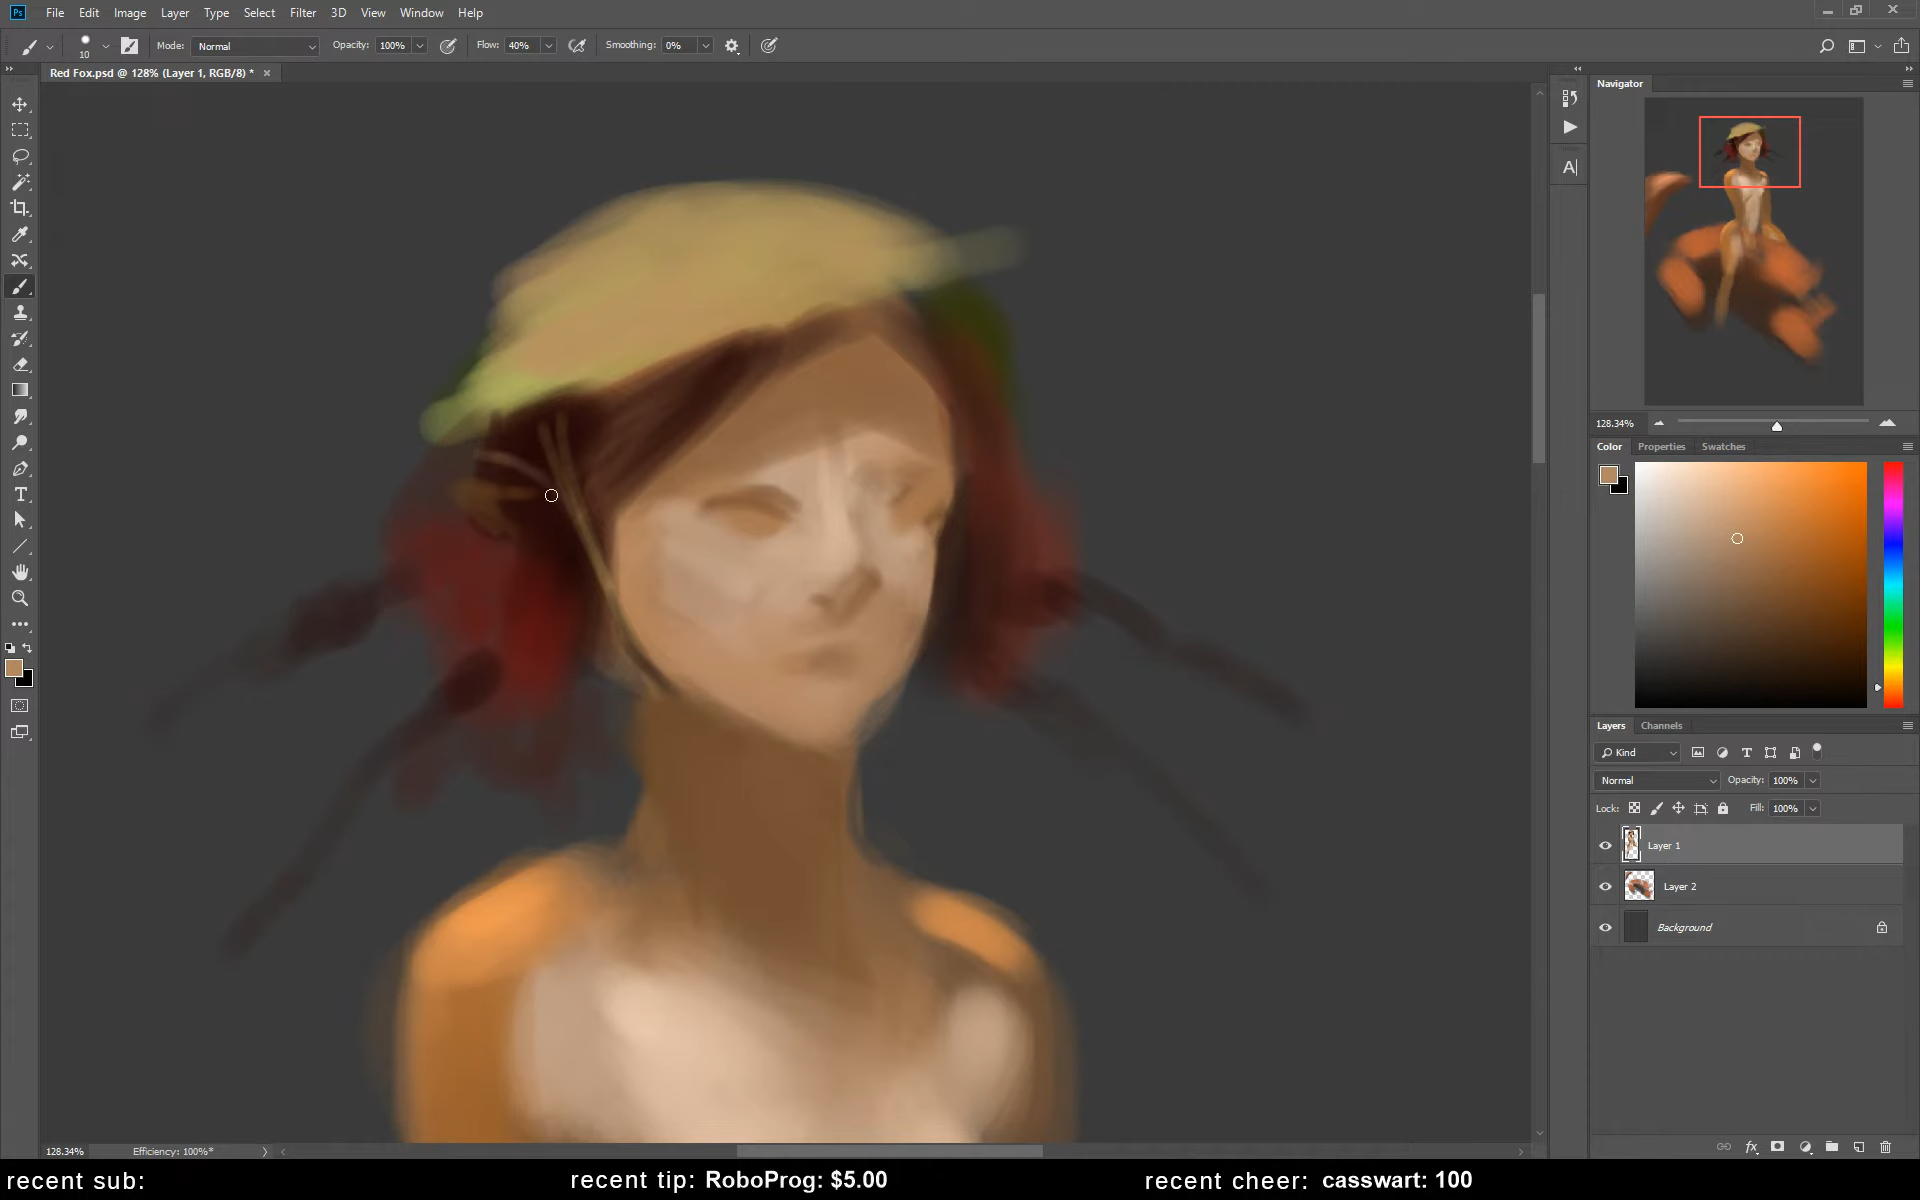 Ps File Edit Image Layer Type Select Filter 3D View Window Help
10 Mode: Normal Opacity: 100% Flow: 40% Smoothing: 0%
Red Fox.psd @ 128% (Layer 1, RGB/8) *
Navigator
128.34%
Color Properties Swatches
Layers Channels
Kind
Normal Opacity: 100%
Lock: Fill: 100%
Layer 1
Layer 2
Background
128.34% Efficiency: 100%*
recent sub: recent tip: RoboProg: $5.00 recent cheer: casswart: 100